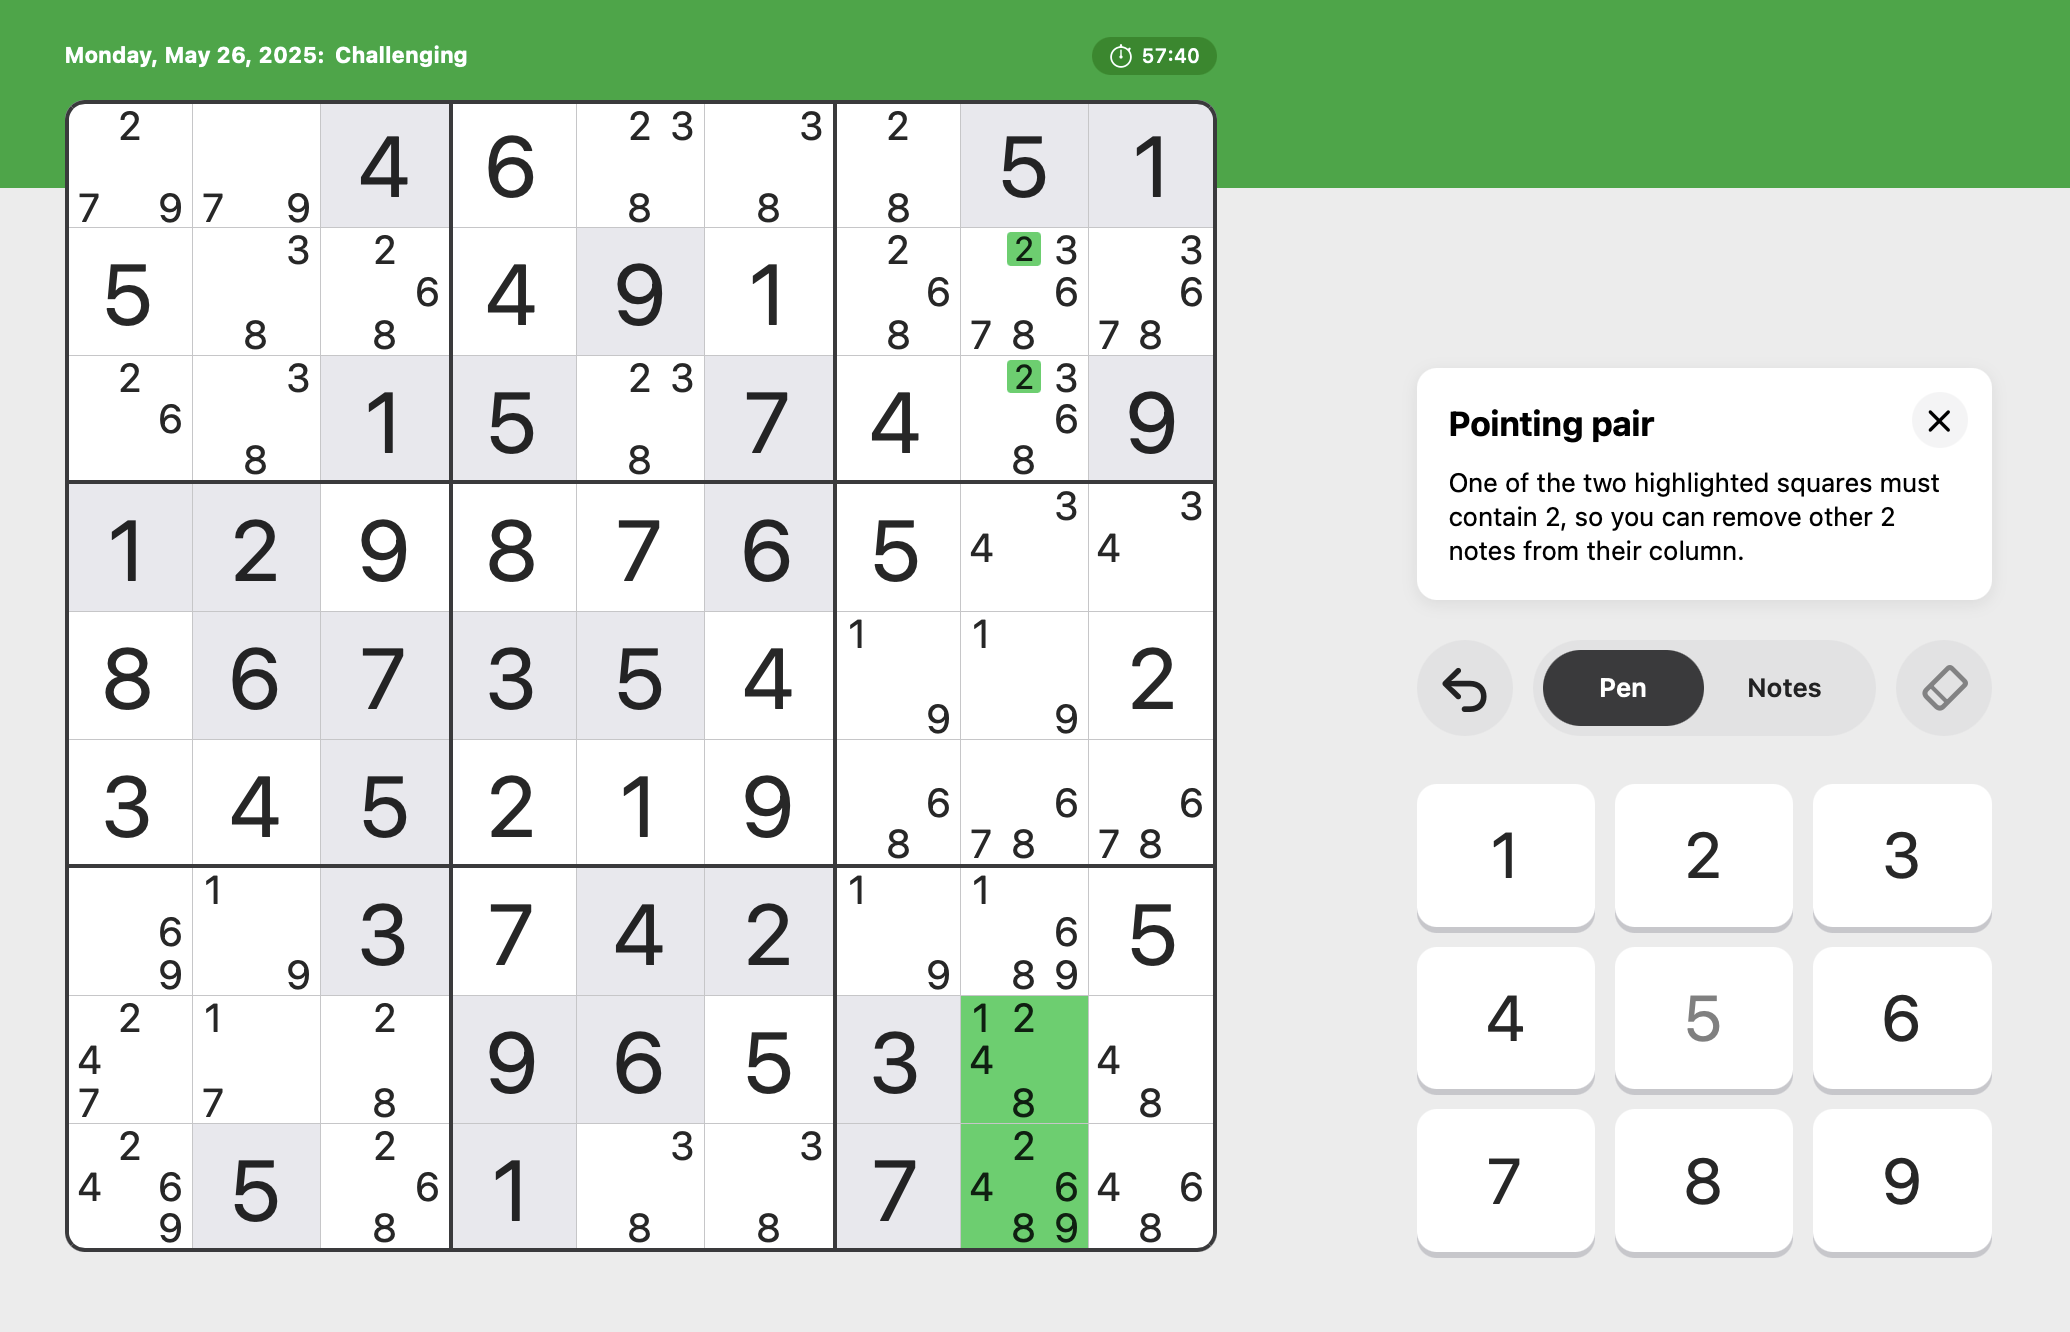 Monday, May 26, 2025: Challenging
57:40
2 7 9 7 9 4 6 2 3 8 3 8 2 8 5 1
5 3 8 2 6 8 4 9 1 2 6 8 2 3 6 7 8 3 6 7 8
2 6 3 8 1 5 2 3 8 7 4 2 3 6 8 9
1 2 9 8 7 6 5 3 4 3 4
8 6 7 3 5 4 1 9 1 9 2
3 4 5 2 1 9 6 8 6 7 8 6 7 8
6 9 1 9 3 7 4 2 1 9 1 6 8 9 5
2 4 7 1 7 2 8 9 6 5 3 1 2 4 8 4 8
2 4 6 9 5 2 6 8 1 3 8 3 8 7 2 4 6 8 9 4 6 8
Pointing pair
One of the two highlighted squares must
contain 2, so you can remove other 2
notes from their column.
Pen Notes
1 2 3
4 5 6
7 8 9